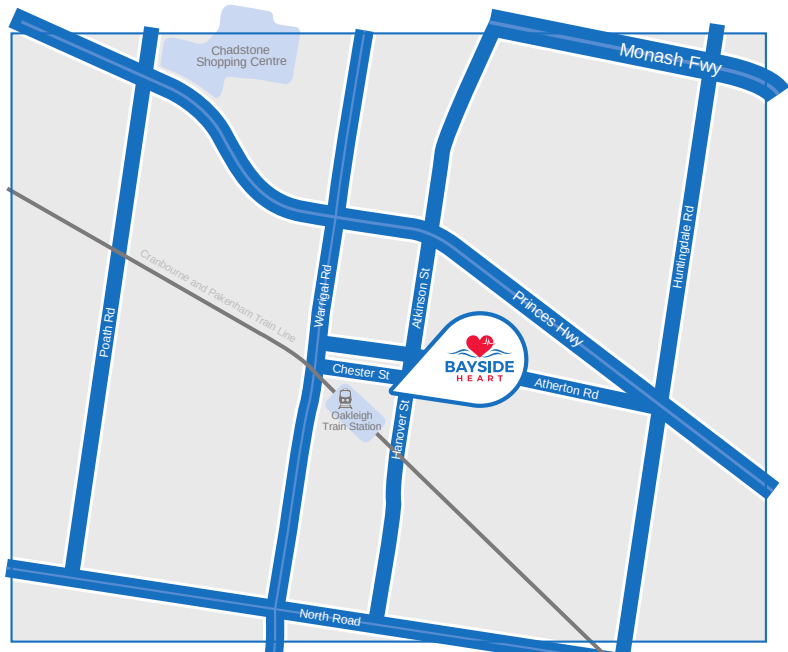 Chadstone
Shopping Centre
Monash Fwy
Huntingdale Rd
Cranbourne and Pakenham Train Line
Warrigal Rd
Atkinson St
Princes Hwy
Poath Rd
BAYSIDE
HEART
Chester St
Atherton Rd
Oakleigh
Train Station
Hanover St
North Road